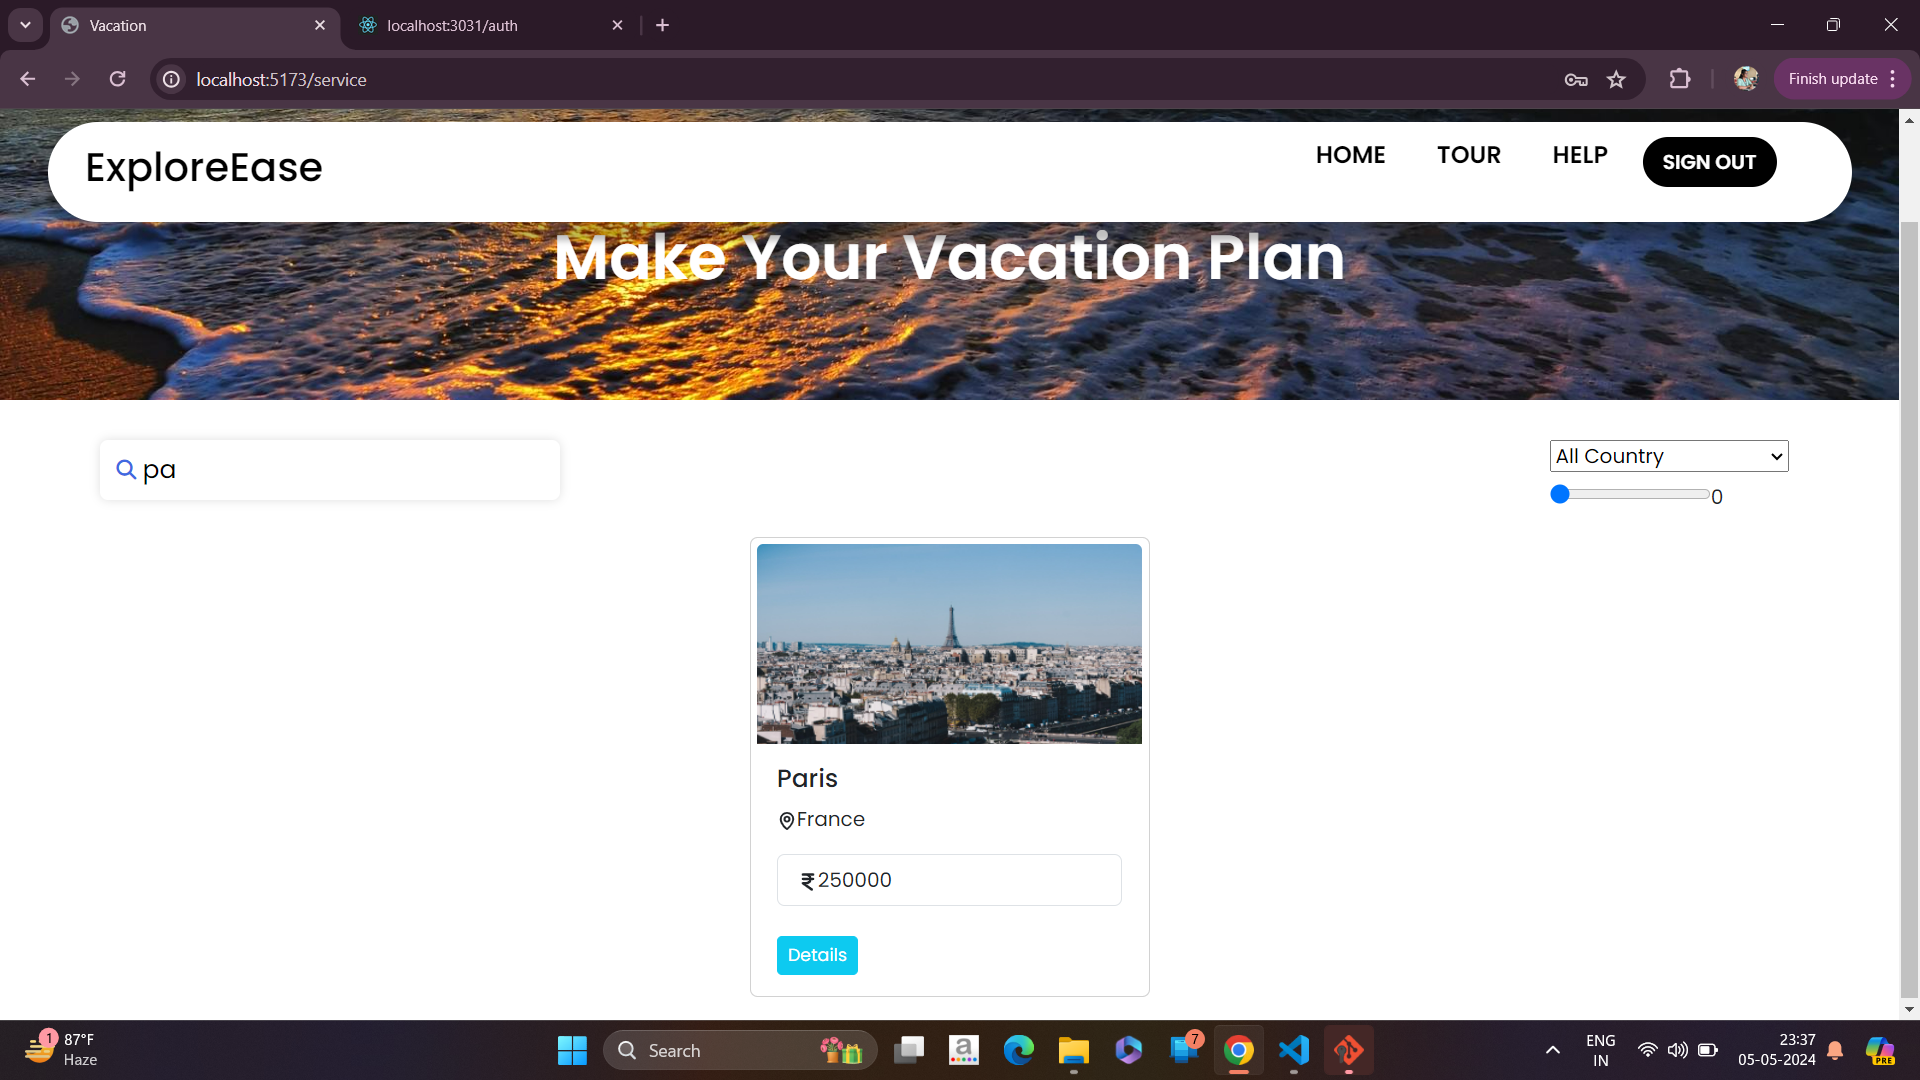 Vacation
localhost:3031/auth
localhost:5173/service
Finish update
ExploreEase
HOME
TOUR
HELP
SIGN OUT
Make Your Vacation Plan
pa
All Country
0
Paris
France
₹250000
Details
1
87°F
Haze
Search
a
7
ENG
IN
23:37
05-05-2024
PRE